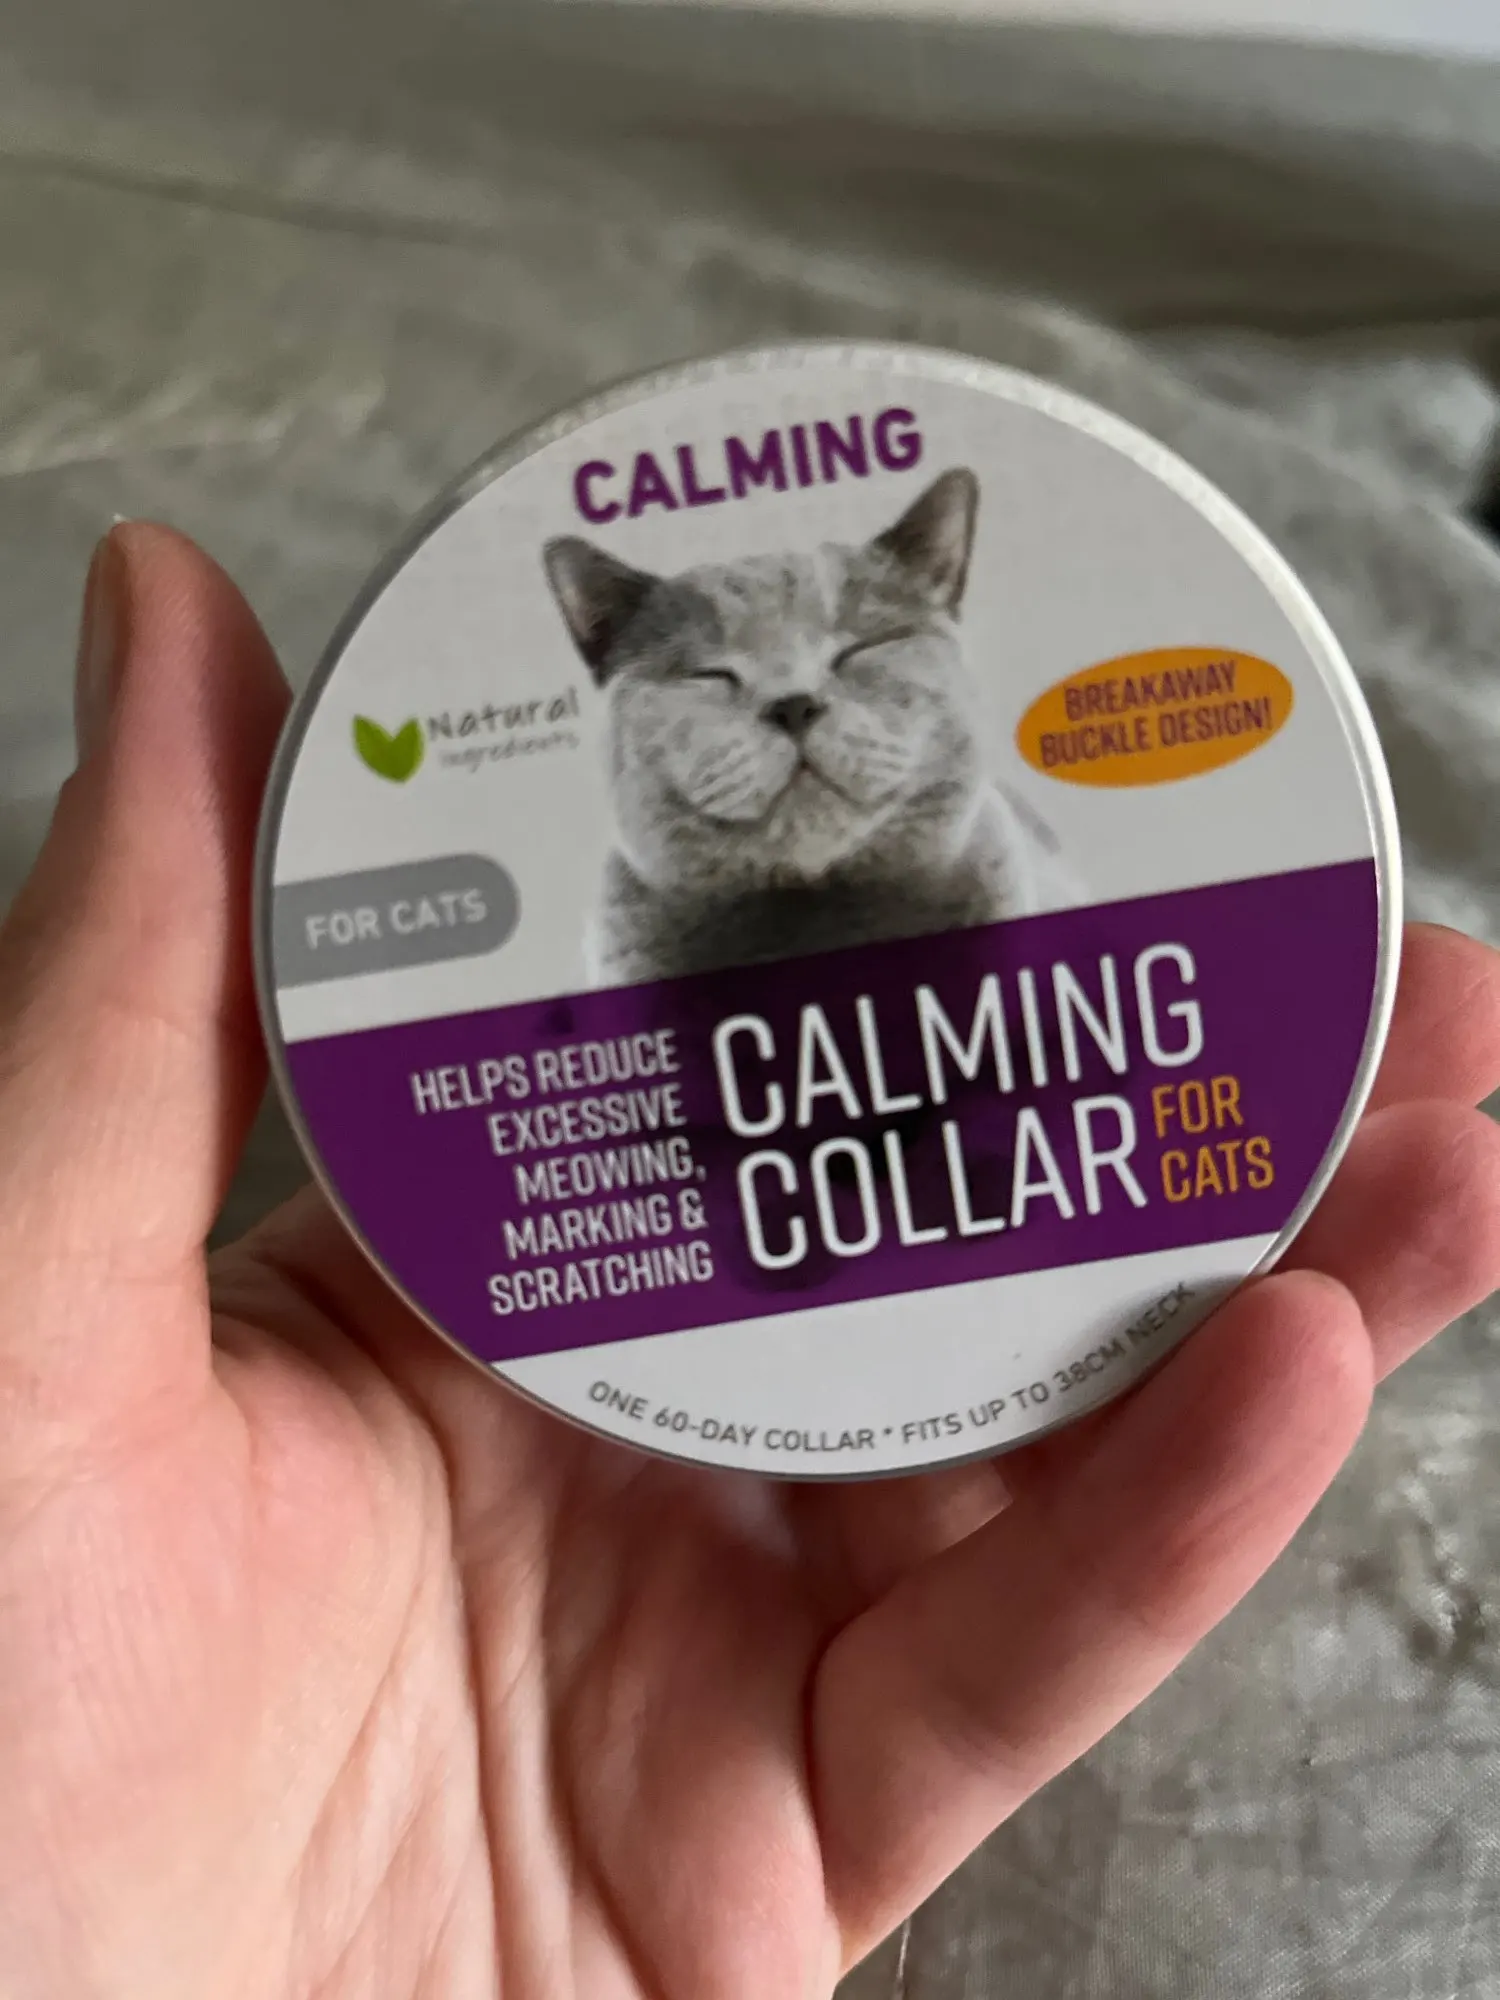 CALMING
Natural
ingredients
BREAKAWAY
BUCKLE DESIGN!
FOR CATS
HELPS REDUCE
EXCESSIVE
MEOWING,
MARKING &
SCRATCHING
CALMING
COLLAR
FOR
CATS
ONE 60-DAY COLLAR * FITS UP TO 38CM NECK